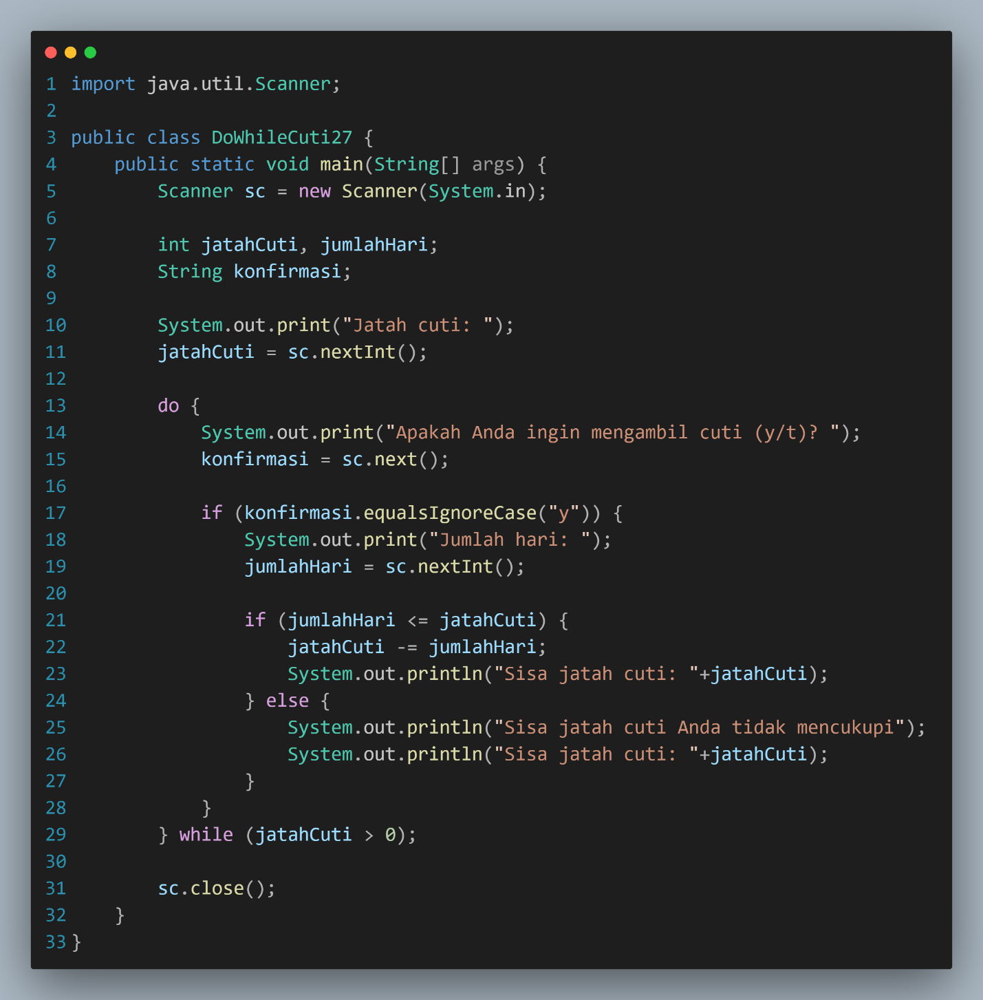 1 import java.util.Scanner;
2
3 public class DoWhileCuti27 {
4     public static void main(String[] args) {
5         Scanner sc = new Scanner(System.in);
6
7         int jatahCuti, jumlahHari;
8         String konfirmasi;
9
10         System.out.print("Jatah cuti: ");
11         jatahCuti = sc.nextInt();
12
13         do {
14             System.out.print("Apakah Anda ingin mengambil cuti (y/t)? ");
15             konfirmasi = sc.next();
16
17             if (konfirmasi.equalsIgnoreCase("y")) {
18                 System.out.print("Jumlah hari: ");
19                 jumlahHari = sc.nextInt();
20
21                 if (jumlahHari <= jatahCuti) {
22                     jatahCuti -= jumlahHari;
23                     System.out.println("Sisa jatah cuti: "+jatahCuti);
24                 } else {
25                     System.out.println("Sisa jatah cuti Anda tidak mencukupi");
26                     System.out.println("Sisa jatah cuti: "+jatahCuti);
27                 }
28             }
29         } while (jatahCuti > 0);
30
31         sc.close();
32     }
33 }